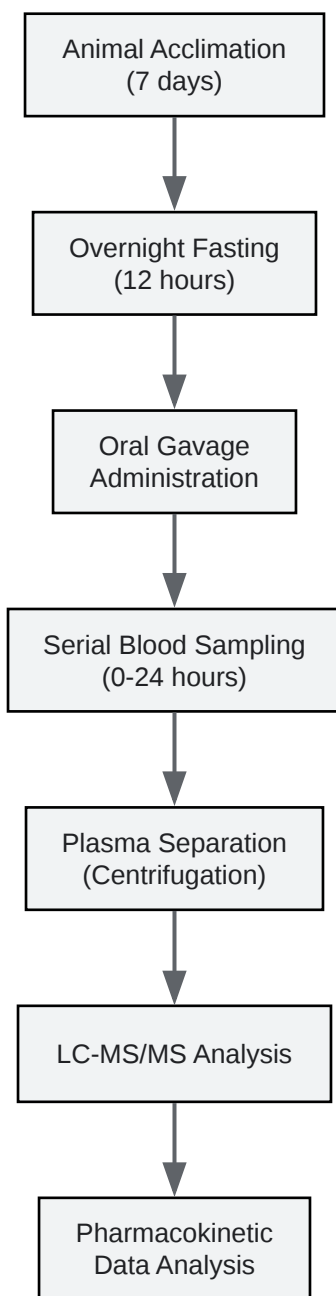 Animal Acclimation
(7 days)
Overnight Fasting
(12 hours)
Oral Gavage
Administration
Serial Blood Sampling
(0-24 hours)
Plasma Separation
(Centrifugation)
LC-MS/MS Analysis
Pharmacokinetic
Data Analysis